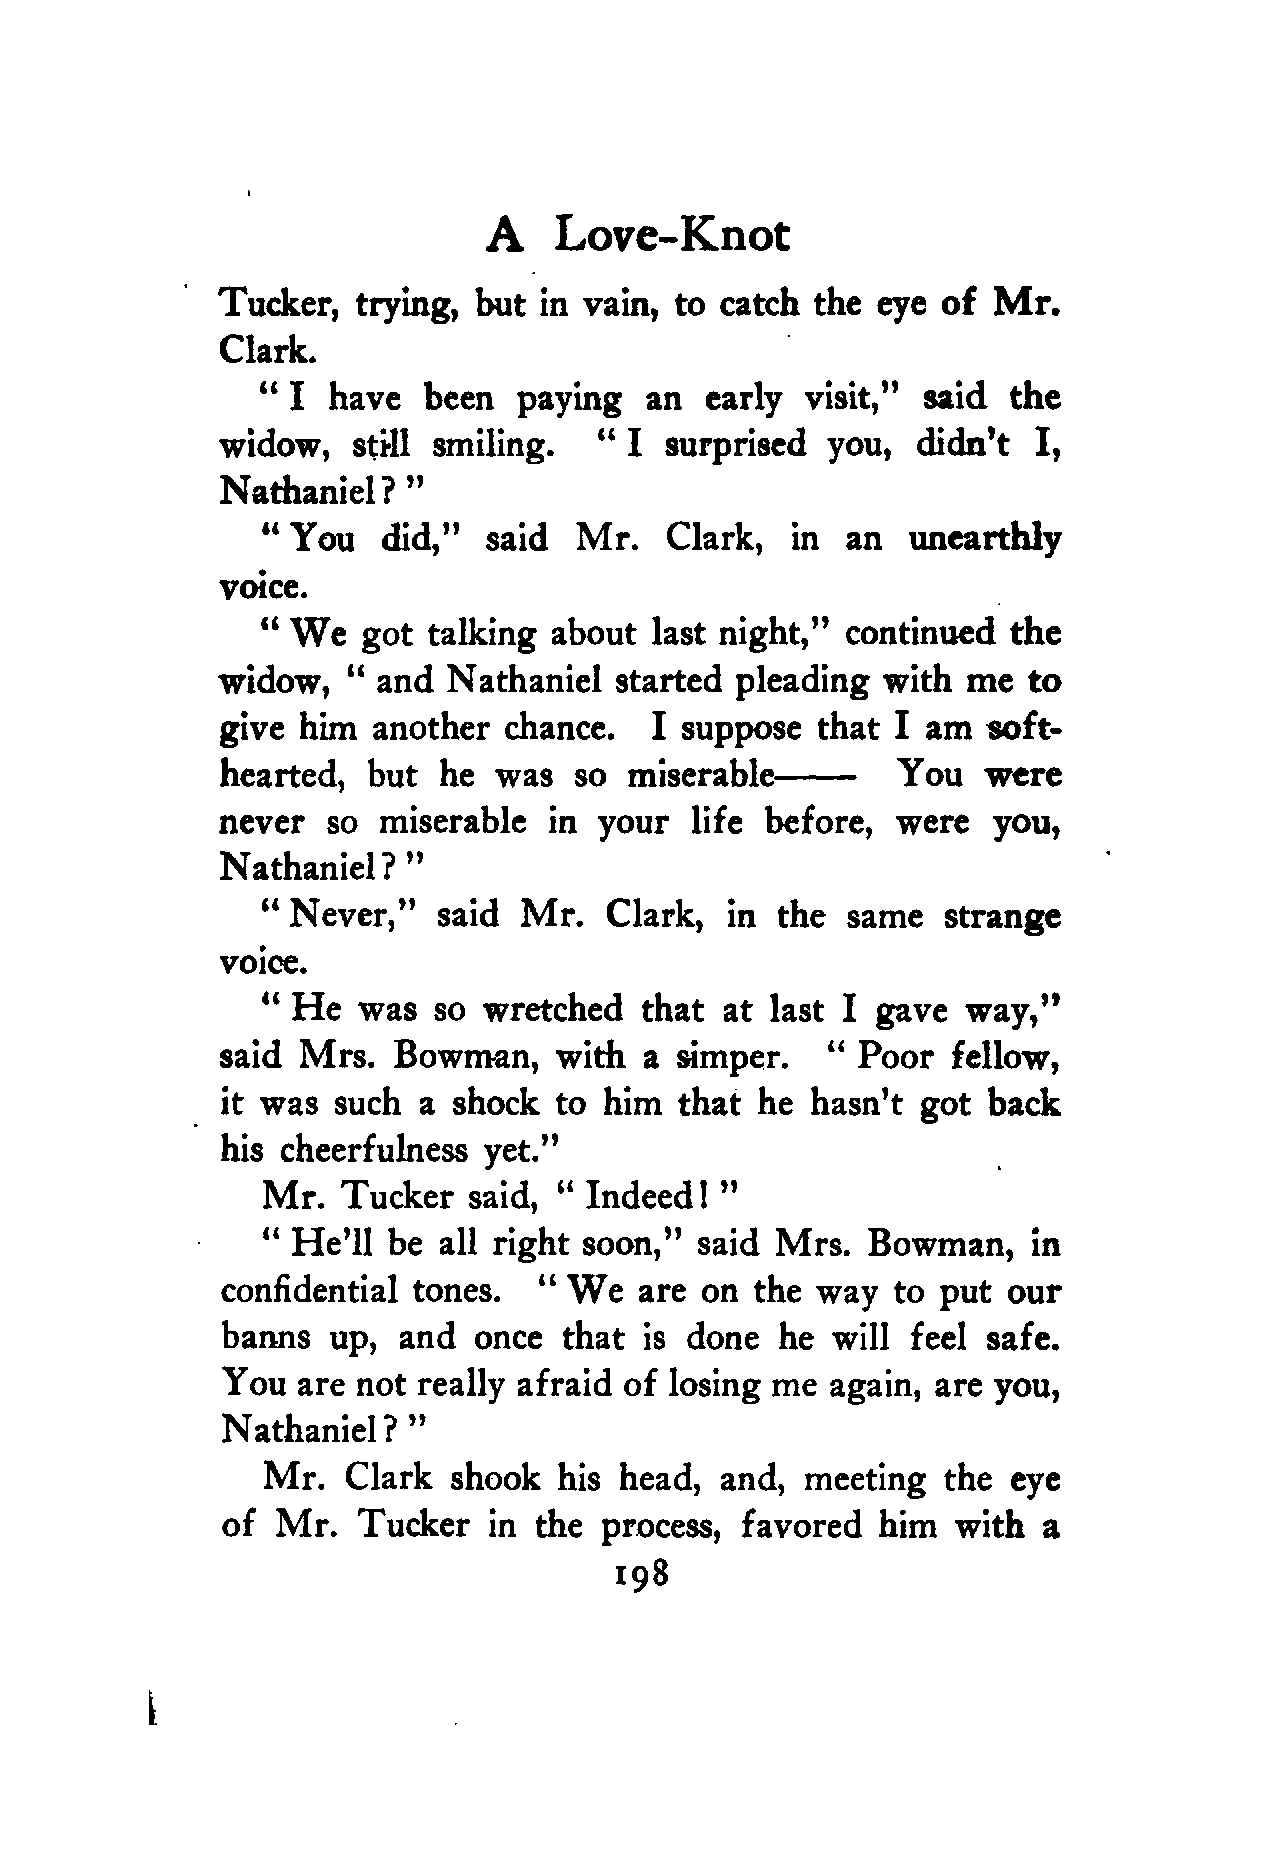 A Love-Knot
Tucker, trying, but in vain, to catch the eye of Mr.
Clark.
" I have been paying an early visit," said the
widow, still smiling. " I surprised you, didn't I,
Nathaniel? "
" You did," said Mr. Clark, in an unearthly
voice.
" We got talking about last night," continued the
widow, " and Nathaniel started pleading with me to
give him another chance. I suppose that I am soft-
hearted, but he was so miserable—— You were
never so miserable in your life before, were you,
Nathaniel? "
" Never," said Mr. Clark, in the same strange
voice.
" He was so wretched that at last I gave way,"
said Mrs. Bowman, with a simper. " Poor fellow,
it was such a shock to him that he hasn't got back
his cheerfulness yet."
Mr. Tucker said, " Indeed! "
" He'll be all right soon," said Mrs. Bowman, in
confidential tones. " We are on the way to put our
banns up, and once that is done he will feel safe.
You are not really afraid of losing me again, are you,
Nathaniel? "
Mr. Clark shook his head, and, meeting the eye
of Mr. Tucker in the process, favored him with a
198